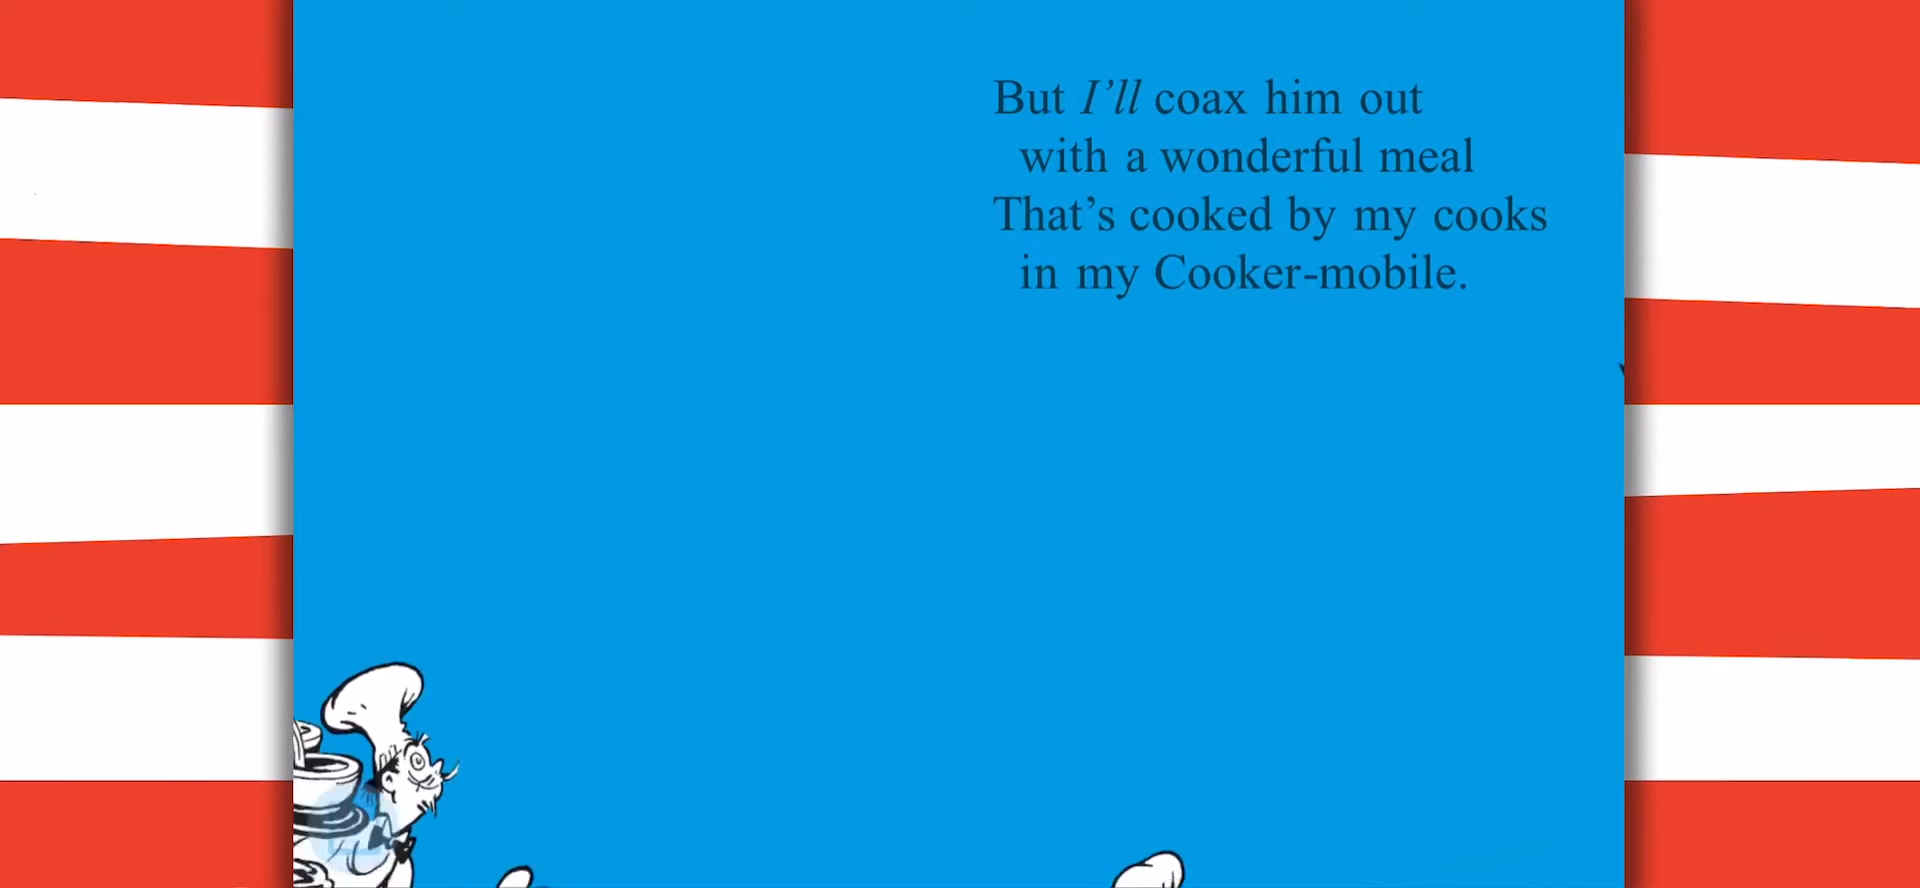 But I’ll coax him out
with a wonderful meal
That’s cooked by my cooks
in my Cooker-mobile.